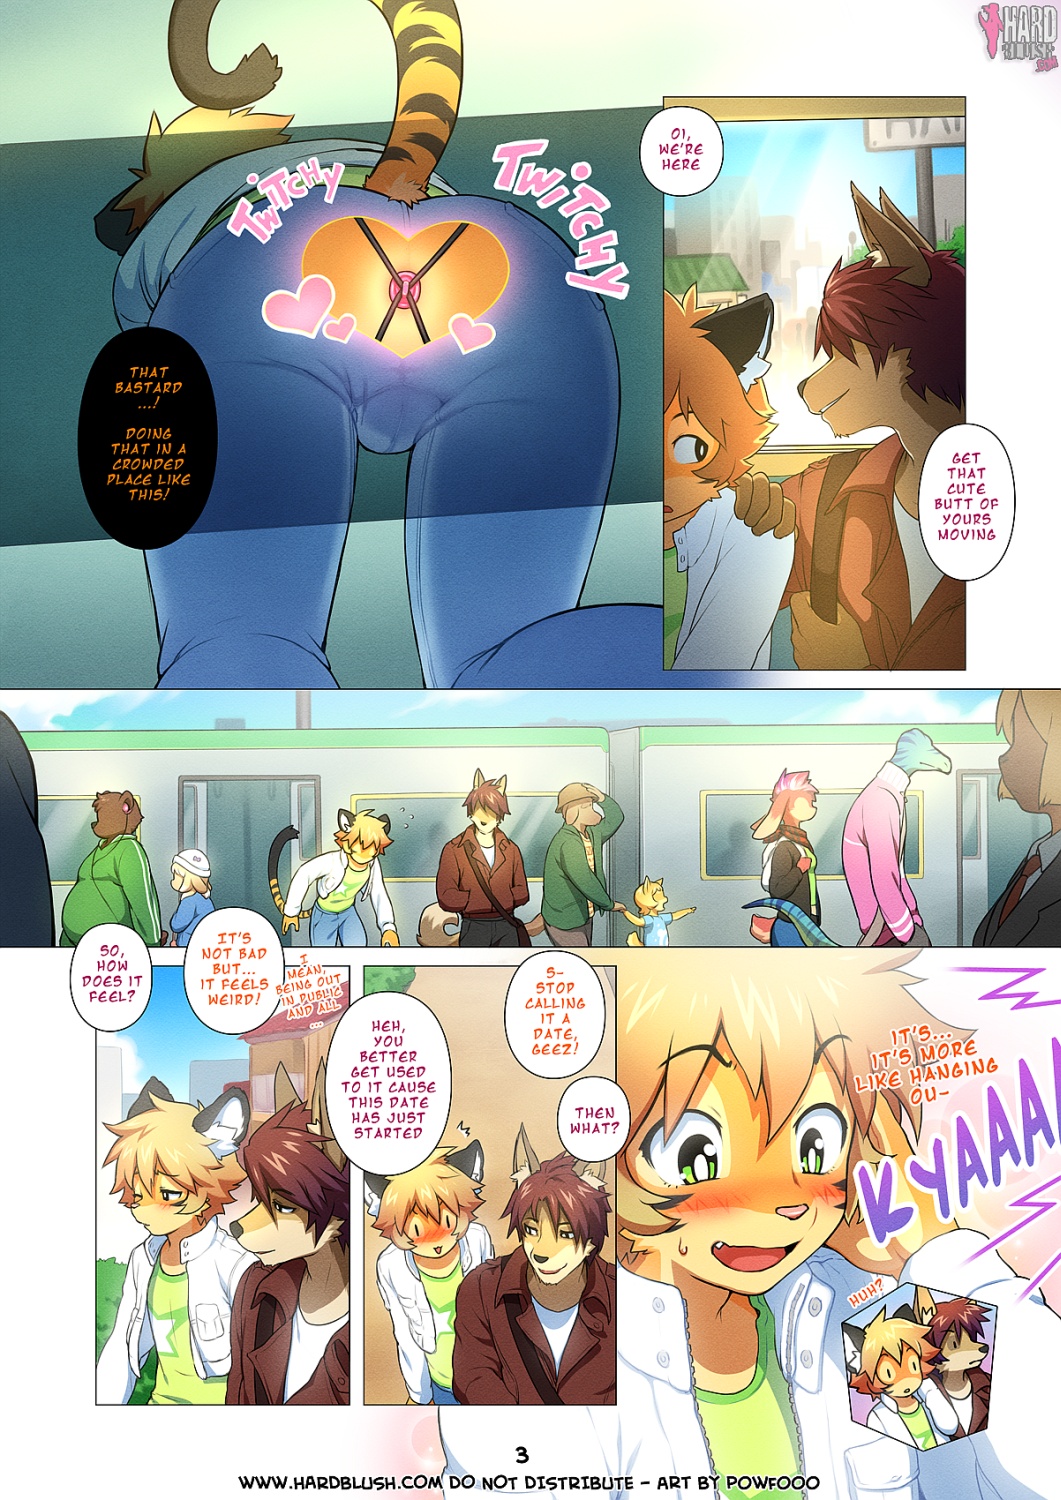 HARD
BLUSH
.COM
TWITCHY
TWITCHY
THAT
BASTARD
...!
DOING
THAT IN A
CROWDED
PLACE LIKE
THIS!
OI,
WE'RE
HERE
GET
THAT
CUTE
BUTT OF
YOURS
MOVING
SO,
HOW
DOES IT
FEEL?
IT'S
NOT BAD
BUT...
IT FEELS
WEIRD!
I
MEAN,
BEING OUT
IN PUBLIC
AND ALL
...
HEH,
YOU
BETTER
GET USED
TO IT CAUSE
THIS DATE
HAS JUST
STARTED
S-
STOP
CALLING
IT A
DATE,
GEEZ!
THEN
WHAT?
IT'S...
IT'S MORE
LIKE HANGING
OU-
KYAAA
HUH?
3
WWW.HARDBLUSH.COM DO NOT DISTRIBUTE - ART BY POWFOOO